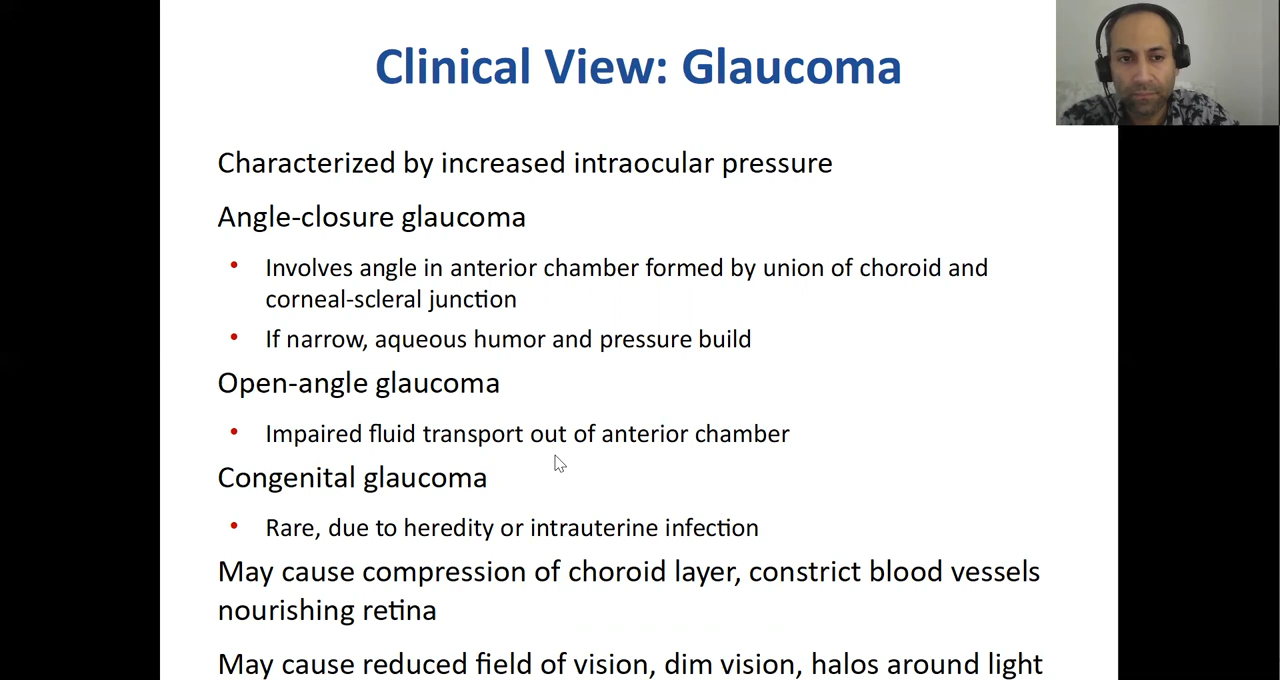 Clinical View: Glaucoma
Characterized by increased intraocular pressure
Angle-closure glaucoma
• Involves angle in anterior chamber formed by union of choroid and
corneal-scleral junction
• If narrow, aqueous humor and pressure build
Open-angle glaucoma
• Impaired fluid transport out of anterior chamber
Congenital glaucoma
• Rare, due to heredity or intrauterine infection
May cause compression of choroid layer, constrict blood vessels
nourishing retina
May cause reduced field of vision, dim vision, halos around light